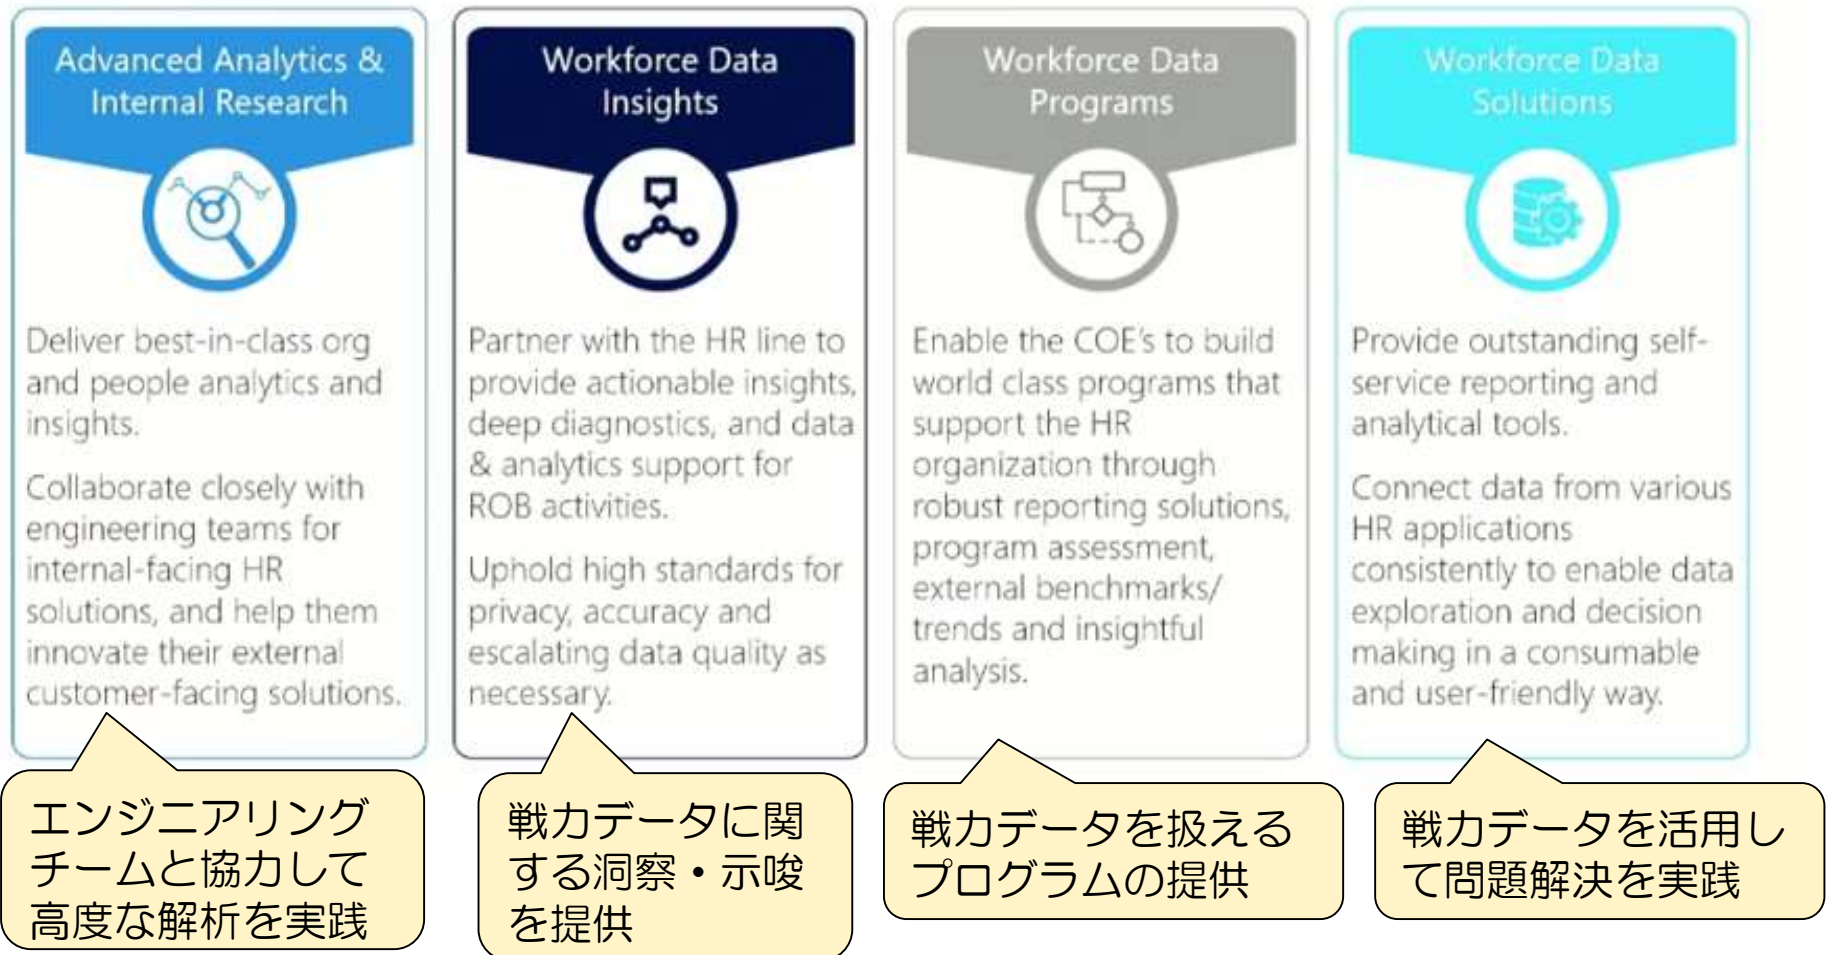 Advanced Analytics &
Internal Research
Deliver best-in-class org
and people analytics and
insights.
Collaborate closely with
engineering teams for
internal-facing HR
solutions, and help them
innovate their external
customer-facing solutions.
エンジニアリング
チームと協力して
高度な解析を実践
Workforce Data
Insights
Partner with the HR line to
provide actionable insights,
deep diagnostics, and data
& analytics support for
ROB activities.
Uphold high standards for
privacy, accuracy and
escalating data quality as
necessary.
戦力データに関
する洞察・示唆
を提供
Workforce Data
Programs
Enable the COE's to build
world class programs that
support the HR
organization through
robust reporting solutions,
program assessment,
external benchmarks/
trends and insightful
analysis.
戦力データを扱える
プログラムの提供
Workforce Data
Solutions
Provide outstanding self-
service reporting and
analytical tools.
Connect data from various
HR applications
consistently to enable data
exploration and decision
making in a consumable
and user-friendly way.
戦力データを活用し
て問題解決を実践